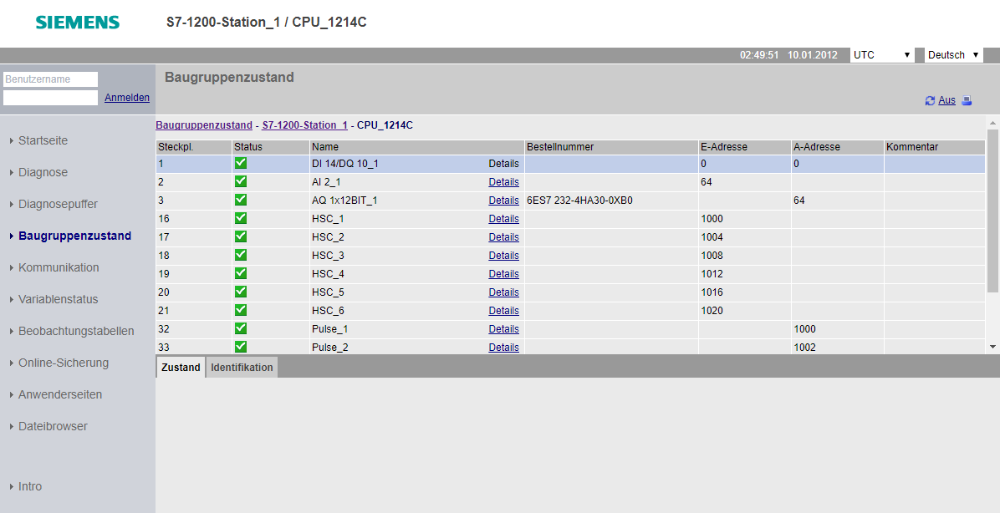 SIEMENS S7-1200-Station_1 / CPU_1214C
02:49:51 10.01.2012 UTC Deutsch
Benutzername
Anmelden
Baugruppenzustand
Aus
Startseite
Diagnose
Diagnosepuffer
Baugruppenzustand
Kommunikation
Variablenstatus
Beobachtungstabellen
Online-Sicherung
Anwenderseiten
Dateibrowser
Intro
Baugruppenzustand - S7-1200-Station_1 - CPU_1214C
Steckpl. Status Name Bestellnummer E-Adresse A-Adresse Kommentar
1 DI 14/DQ 10_1 Details 0 0
2 AI 2_1 Details 64
3 AQ 1x12BIT_1 Details 6ES7 232-4HA30-0XB0 64
16 HSC_1 Details 1000
17 HSC_2 Details 1004
18 HSC_3 Details 1008
19 HSC_4 Details 1012
20 HSC_5 Details 1016
21 HSC_6 Details 1020
32 Pulse_1 Details 1000
33 Pulse_2 Details 1002
Zustand Identifikation